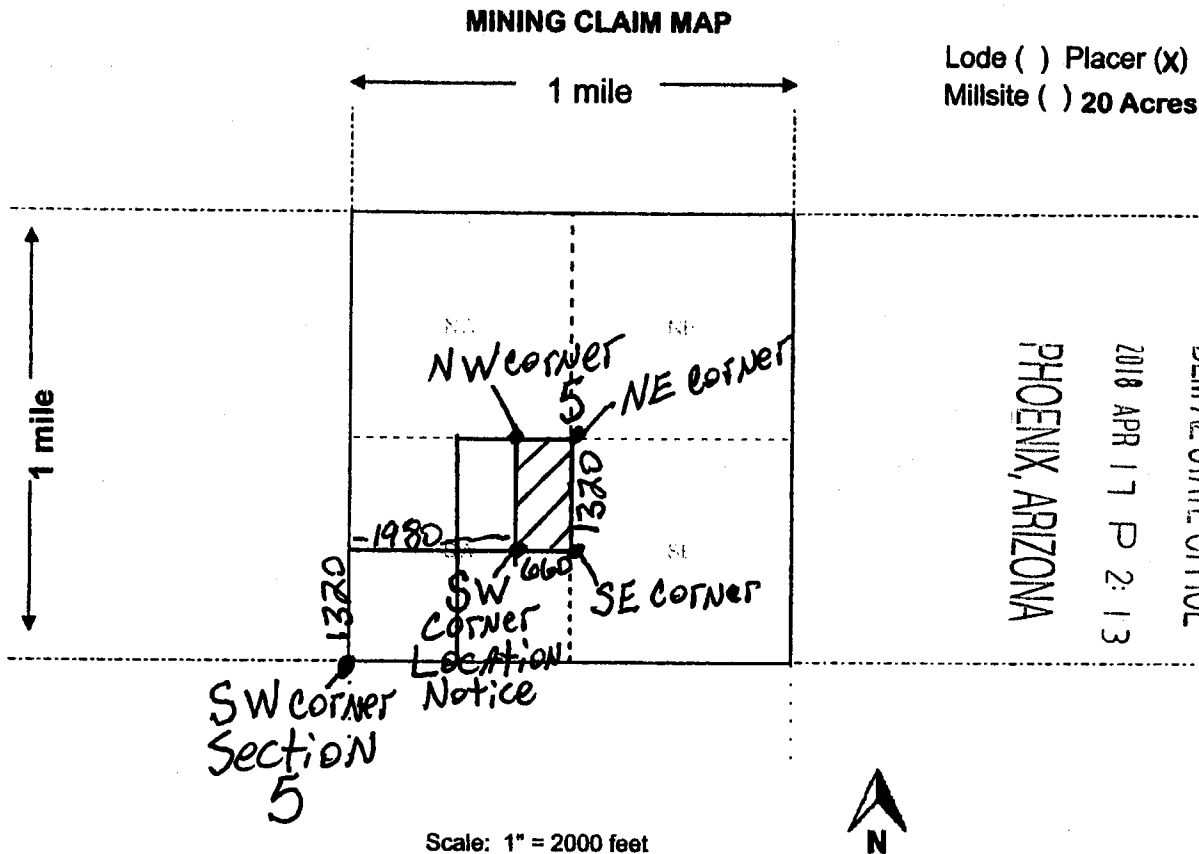 MINING CLAIM MAP
Lode ( ) Placer (x)
Millsite ( ) 20 Acres
1 mile
1 mile
NE
NW corner
5
NE corner
1320
1980
SE
660
SW
corner
Location
Notice
SE corner
1320
SW corner
Section
5
2018 APR 17 P 2:13
PHOENIX, ARIZONA
Scale: 1" = 2000 feet
N